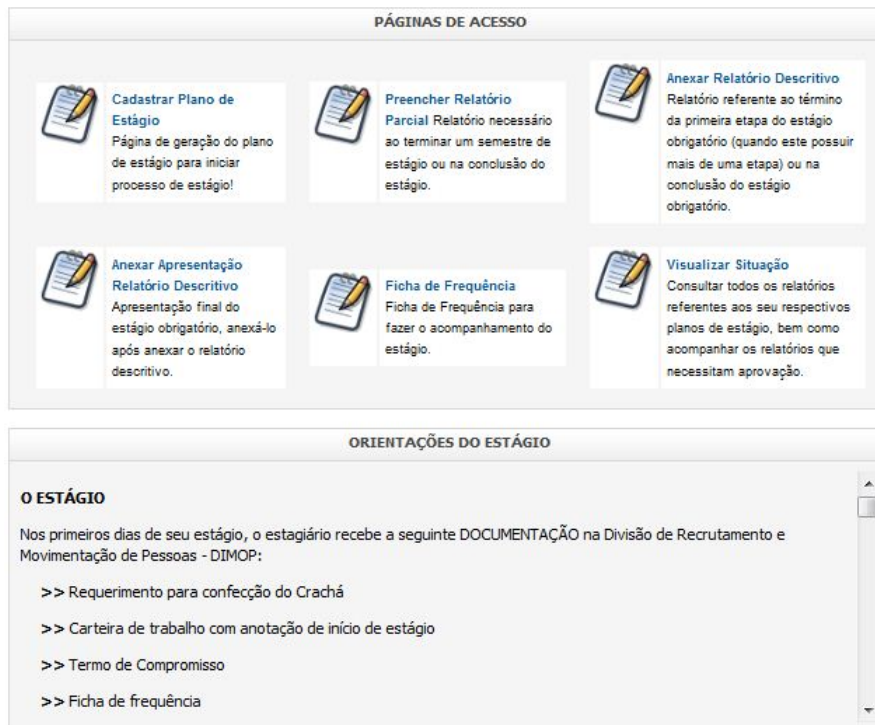 PÁGINAS DE ACESSO
Cadastrar Plano de
Estágio
Página de geração do plano
de estágio para iniciar
processo de estágio!
Preencher Relatório
Parcial Relatório necessário
ao terminar um semestre de
estágio ou na conclusão do
estágio.
Anexar Relatório Descritivo
Relatório referente ao término
da primeira etapa do estágio
obrigatório (quando este possuir
mais de uma etapa) ou na
conclusão do estágio
obrigatório.
Anexar Apresentação
Relatório Descritivo
Apresentação final do
estágio obrigatório, anexá-lo
após anexar o relatório
descritivo.
Ficha de Frequência
Ficha de Frequência para
fazer o acompanhamento do
estágio.
Visualizar Situação
Consultar todos os relatórios
referentes aos seu respectivos
planos de estágio, bem como
acompanhar os relatórios que
necessitam aprovação.
ORIENTAÇÕES DO ESTÁGIO
O ESTÁGIO
Nos primeiros dias de seu estágio, o estagiário recebe a seguinte DOCUMENTAÇÃO na Divisão de Recrutamento e
Movimentação de Pessoas - DIMOP:
>> Requerimento para confecção do Crachá
>> Carteira de trabalho com anotação de início de estágio
>> Termo de Compromisso
>> Ficha de frequência